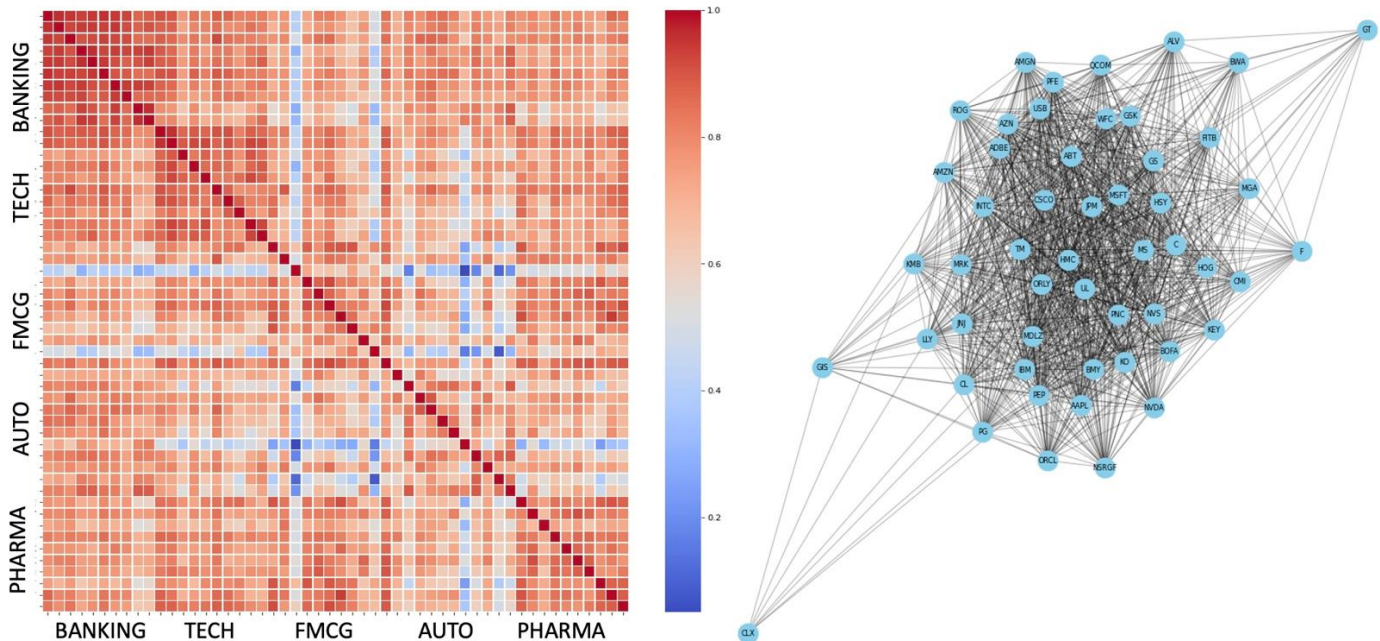 BANKING
TECH
FMCG
AUTO
PHARMA
BANKING TECH FMCG AUTO PHARMA
1.0
0.8
0.6
0.4
0.2
GT
ALV
BWA
AMGN
QCOM
PFE
ROG
USB
WFC
GSK
AZN
FITB
ADBE
ABT
GS
AMZN
MGA
INTC
CSCO
JPM
MSFT
HSY
TM
MS
C
F
KMB
MRK
HMC
HOG
ORLY
UL
CMI
JNJ
PNC
NVS
KEY
LLY
MDLZ
BOFA
GIS
IBM
BMY
KO
CL
PEP
AAPL
NVDA
PG
ORCL
NSRGF
CLX